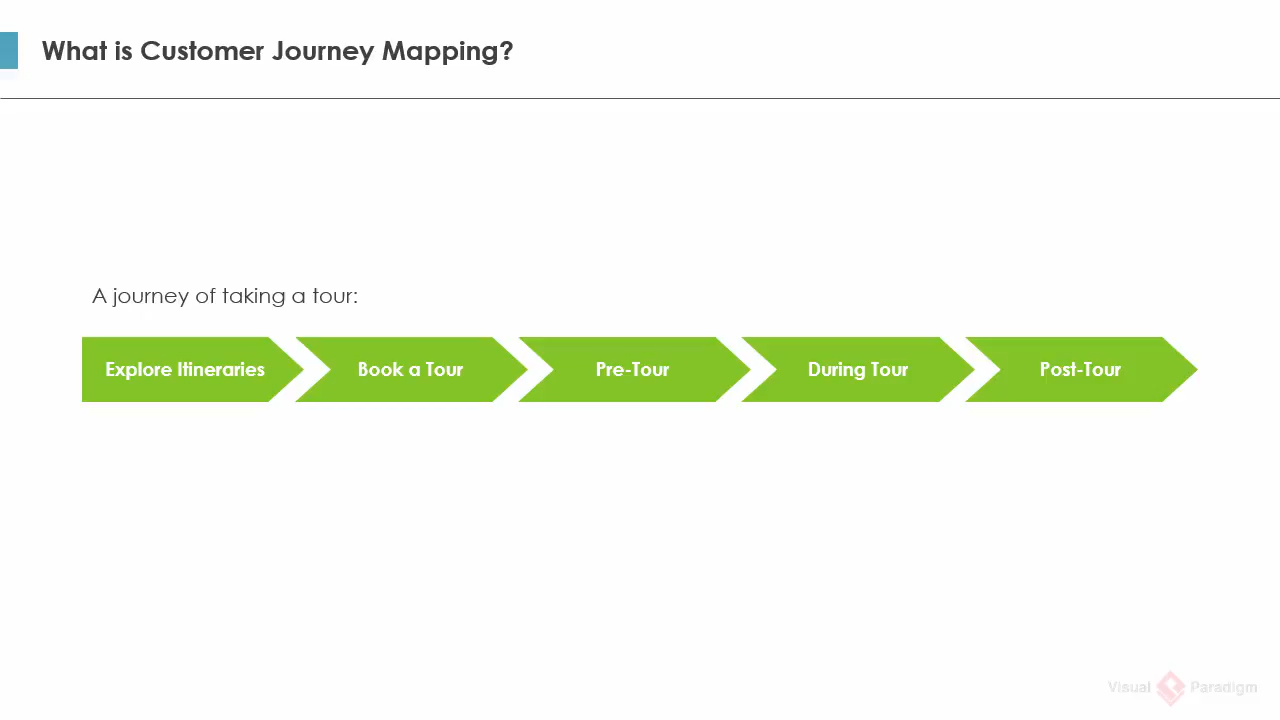 What is Customer Journey Mapping?
A journey of taking a tour:
Explore Itineraries
Book a Tour
Pre-Tour
During Tour
Post-Tour
Visual Paradigm